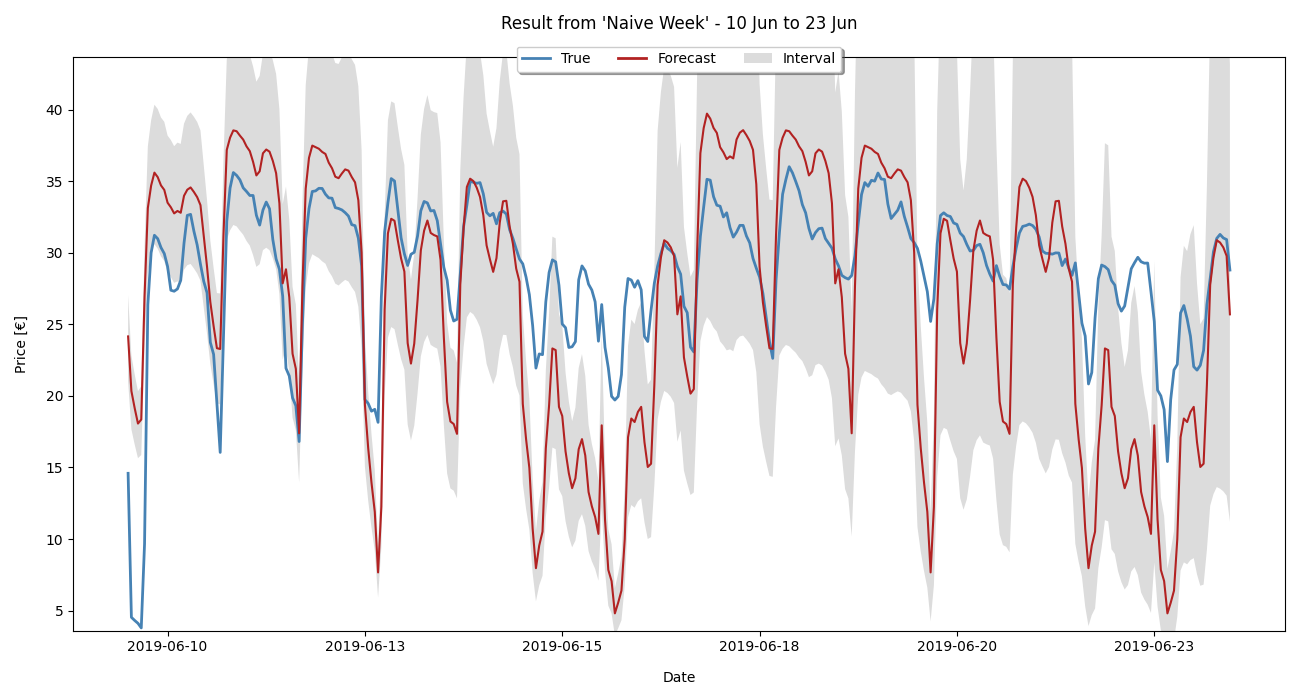 Result from 'Naive Week' - 10 Jun to 23 Jun
True Forecast Interval
Price [€]
40
35
30
25
20
15
10
5
2019-06-10 2019-06-13 2019-06-15 2019-06-18 2019-06-20 2019-06-23
Date